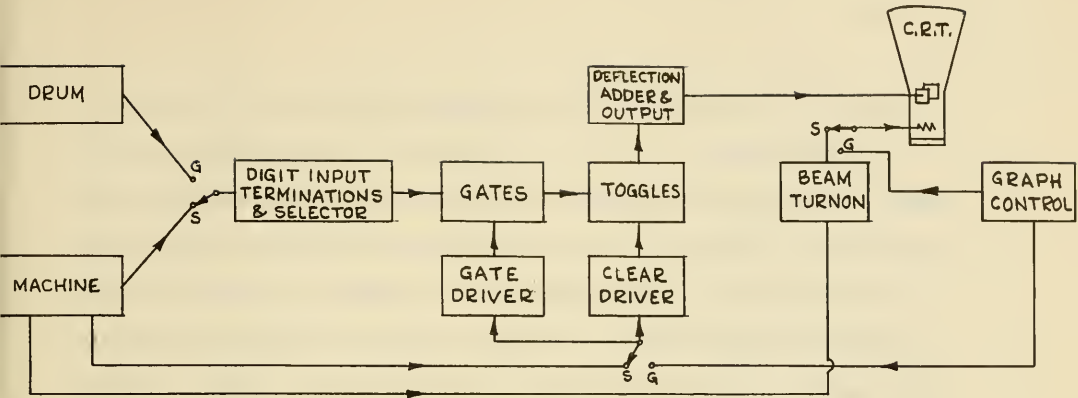 C.R.T.
DRUM
DEFLECTION
ADDER &
OUTPUT
S
G
G
S
DIGIT INPUT
TERMINATIONS
& SELECTOR
GATES
TOGGLES
BEAM
TURNON
GRAPH
CONTROL
MACHINE
GATE
DRIVER
CLEAR
DRIVER
S
G